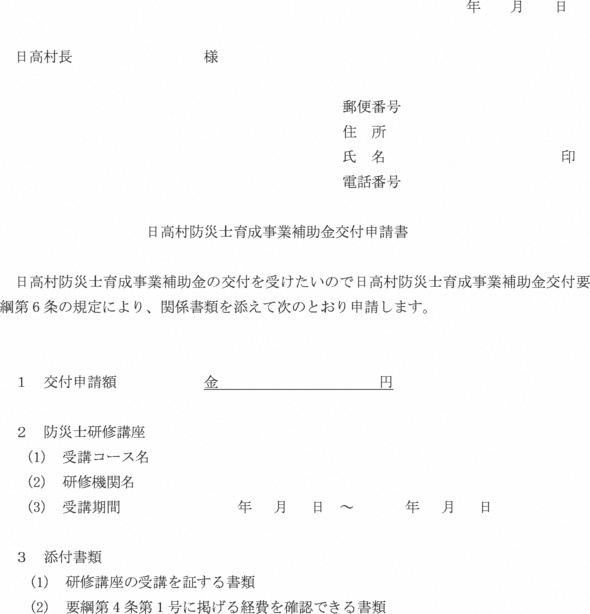 年　　月　　日
日高村長　　　　　　　　　様
郵便番号
住　所
氏　名　　　　　　　　　　　　印
電話番号
日高村防災士育成事業補助金交付申請書
日高村防災士育成事業補助金の交付を受けたいので日高村防災士育成事業補助金交付要
綱第６条の規定により、関係書類を添えて次のとおり申請します。
１　交付申請額　　　　　　金　　　　　　　　　　　円
２　防災士研修講座
(1)　受講コース名
(2)　研修機関名
(3)　受講期間　　　　　　　　年　月　日　～　　　年　月　日
３　添付書類
(1)　研修講座の受講を証する書類
(2)　要綱第４条第１号に掲げる経費を確認できる書類